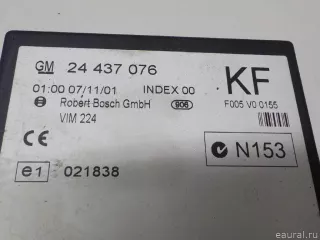 GM 24 437 076 KF
01:00 07/11/01 INDEX 00
Robert Bosch GmbH 906 F005 V0 0155
VIM 224
CE N153
e1 021838
eaural.ru